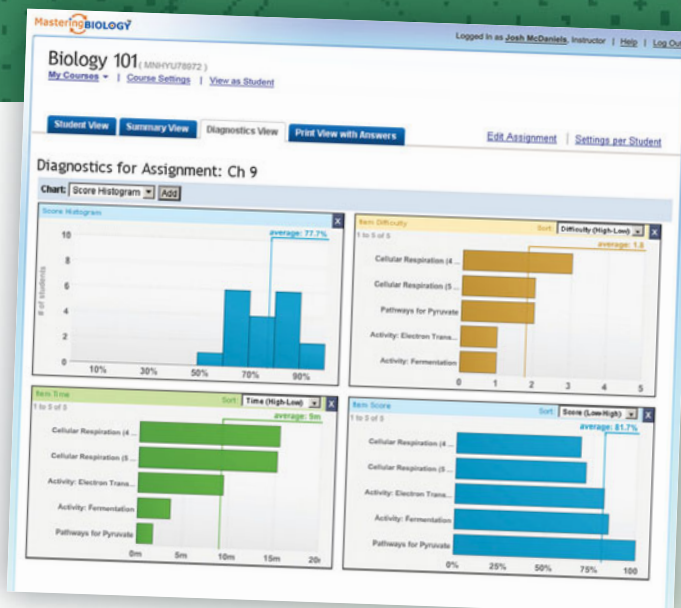 MasteringBIOLOGY
Logged in as Josh McDaniels, Instructor | Help | Log Out
Biology 101 ( MNHYU78972 )
My Courses | Course Settings | View as Student
Student View Summary View Diagnostics View Print View with Answers Edit Assignment | Settings per Student
Diagnostics for Assignment: Ch 9
Chart: Score Histogram Add
Score Histogram X
average: 77.7%
# of students
10
8
6
4
2
0
10% 30% 50% 70% 90%
Item Difficulty Sort: Difficulty (High-Low) X
1 to 5 of 5
average: 1.8
Cellular Respiration (4 ...
Cellular Respiration (5 ...
Pathways for Pyruvate
Activity: Electron Trans...
Activity: Fermentation
0 1 2 3 4 5
Item Time Sort: Time (High-Low) X
1 to 5 of 5
average: 9m
Cellular Respiration (4 ...
Cellular Respiration (5 ...
Activity: Electron Trans...
Activity: Fermentation
Pathways for Pyruvate
0m 5m 10m 15m
Item Score Sort: Score (Low-High) X
1 to 5 of 5
average: 81.7%
Cellular Respiration (4 ...
Cellular Respiration (5 ...
Activity: Electron Trans...
Activity: Fermentation
Pathways for Pyruvate
0% 25% 50% 75% 100